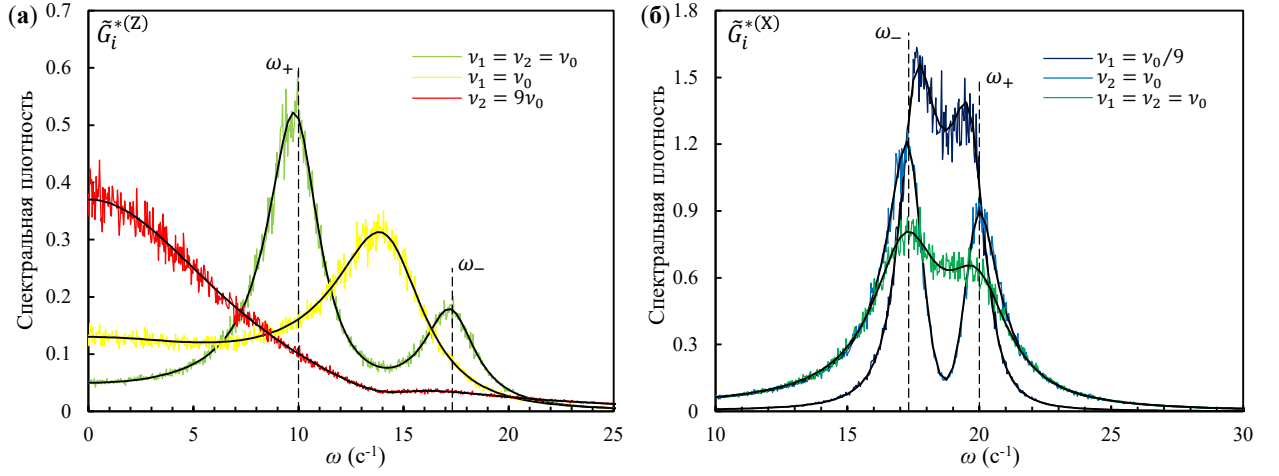 (а)
G̃ᵢ*⁽ᶻ⁾
Спектральная плотность
0.7
0.6
0.5
0.4
0.3
0.2
0.1
0
ω₊
ω₋
ν₁ = ν₂ = ν₀
ν₁ = ν₀
ν₂ = 9ν₀
0 5 10 15 20 25
ω (с⁻¹)
(б)
G̃ᵢ*⁽ˣ⁾
Спектральная плотность
1.8
1.5
1.2
0.9
0.6
0.3
0
ω₋
ω₊
ν₁ = ν₀/9
ν₂ = ν₀
ν₁ = ν₂ = ν₀
10 15 20 25 30
ω (с⁻¹)